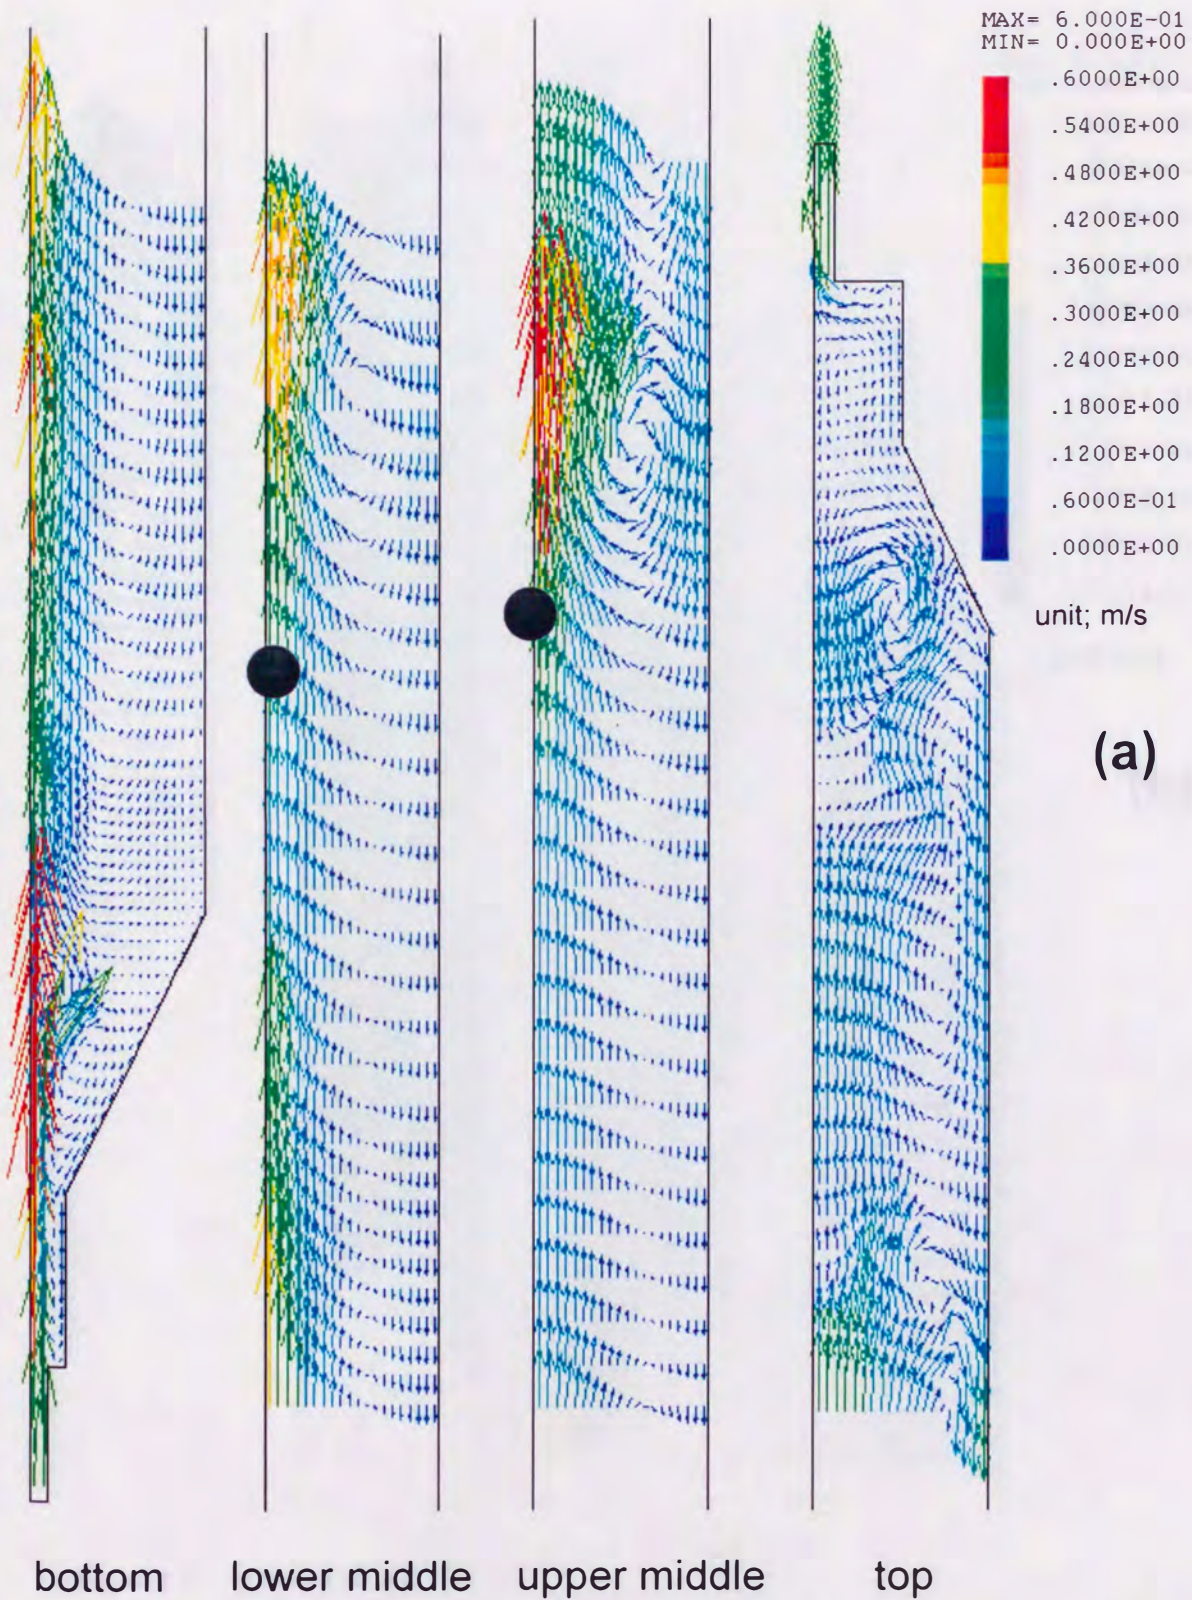 MAX= 6.000E-01
MIN= 0.000E+00
.6000E+00
.5400E+00
.4800E+00
.4200E+00
.3600E+00
.3000E+00
.2400E+00
.1800E+00
.1200E+00
.6000E-01
.0000E+00
unit; m/s
(a)
bottom lower middle upper middle top